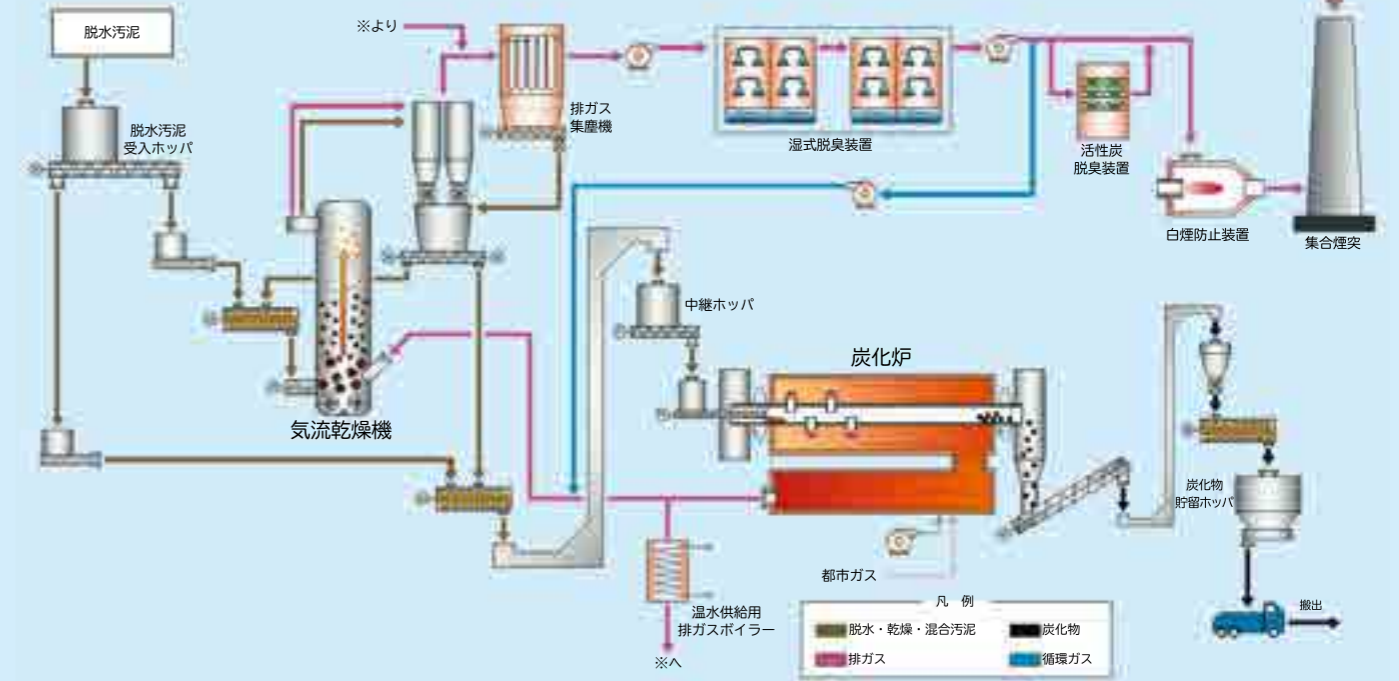 脱水汚泥
※より
脱水汚泥
受入ホッパ
排ガス
集塵機
湿式脱臭装置
活性炭
脱臭装置
白煙防止装置
集合煙突
中継ホッパ
炭化炉
気流乾燥機
炭化物
貯留ホッパ
都市ガス
温水供給用
排ガスボイラー
※へ
搬出
凡 例
脱水・乾燥・混合汚泥
炭化物
排ガス
循環ガス